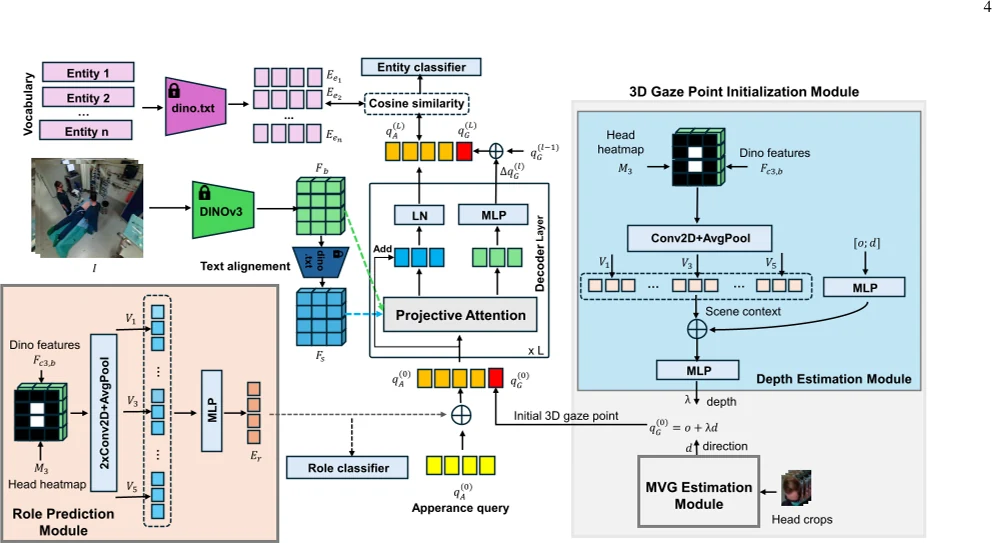 4
Vocabulary
Entity 1
Entity 2
...
Entity n
dino.txt
...
E_{e_1}
E_{e_2}
E_{e_n}
Entity classifier
Cosine similarity
q_A^{(L)}
q_G^{(L)}
q_G^{(l−1)}
Δq_G^{(l)}
I
DINOv3
F_b
Text alignement
dino
.txt
F_s
LN
MLP
Add
Decoder Layer
Projective Attention
x L
q_A^{(0)}
q_G^{(0)}
Initial 3D gaze point
Role classifier
q_A^{(0)}
Apperance query
Dino features
F_{c3,b}
M_3
Head heatmap
2xConv2D+AvgPool
V_1
⋮
V_3
⋮
V_5
MLP
E_r
Role Prediction
Module
3D Gaze Point Initialization Module
Head
heatmap
M_3
Dino features
F_{c3,b}
Conv2D+AvgPool
V_1
V_3
V_5
...
...
[o; d]
MLP
Scene context
MLP
Depth Estimation Module
λ
depth
q_G^{(0)} = o + λd
d
direction
MVG Estimation
Module
Head crops